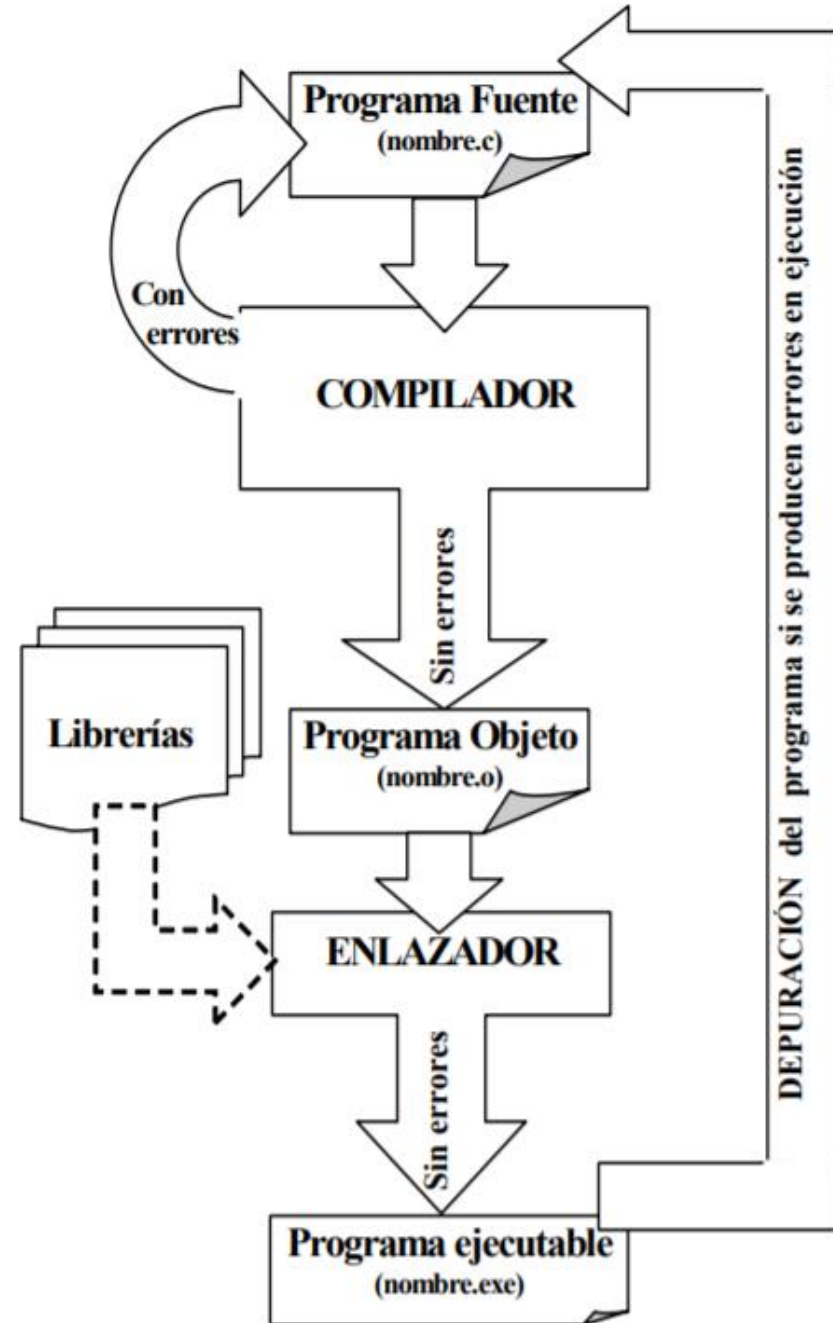 Programa Fuente
(nombre.c)
Con
errores
COMPILADOR
Sin errores
Librerías
Programa Objeto
(nombre.o)
ENLAZADOR
Sin errores
Programa ejecutable
(nombre.exe)
DEPURACIÓN del programa si se producen errores en ejecución